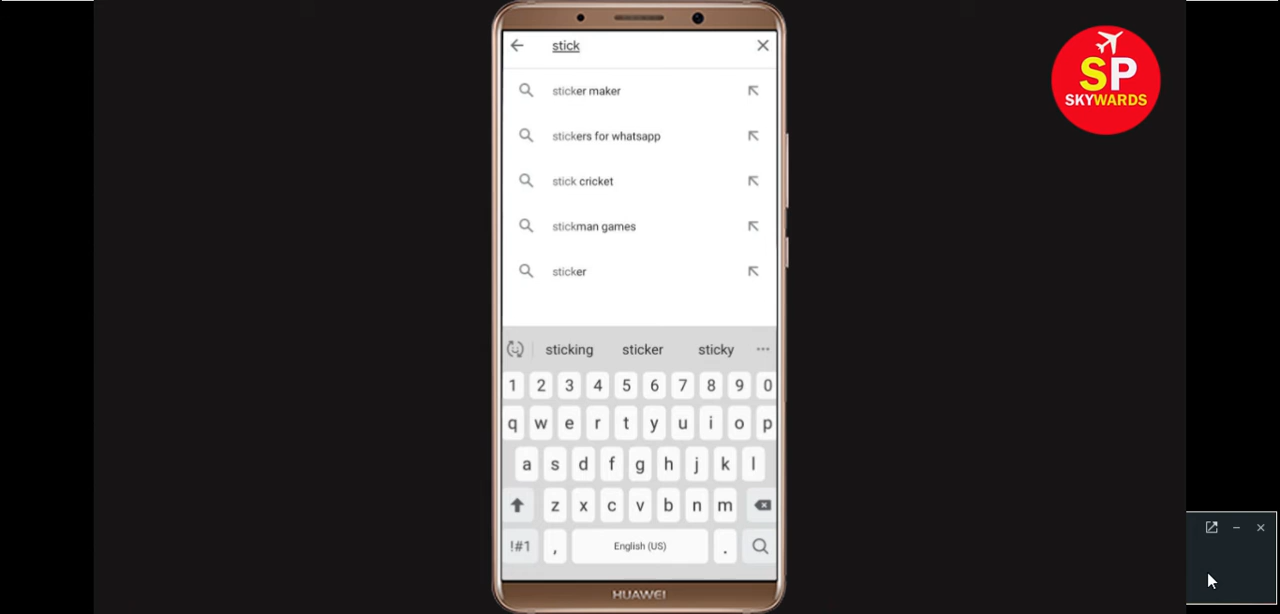 stick
sticker maker
stickers for whatsapp
stick cricket
stickman games
sticker
sticking sticker sticky
1 2 3 4 5 6 7 8 9 0
q w e r t y u i o p
a s d f g h j k l
z x c v b n m
!#1 , English (US) .
HUAWEI
SP
SKYWARDS